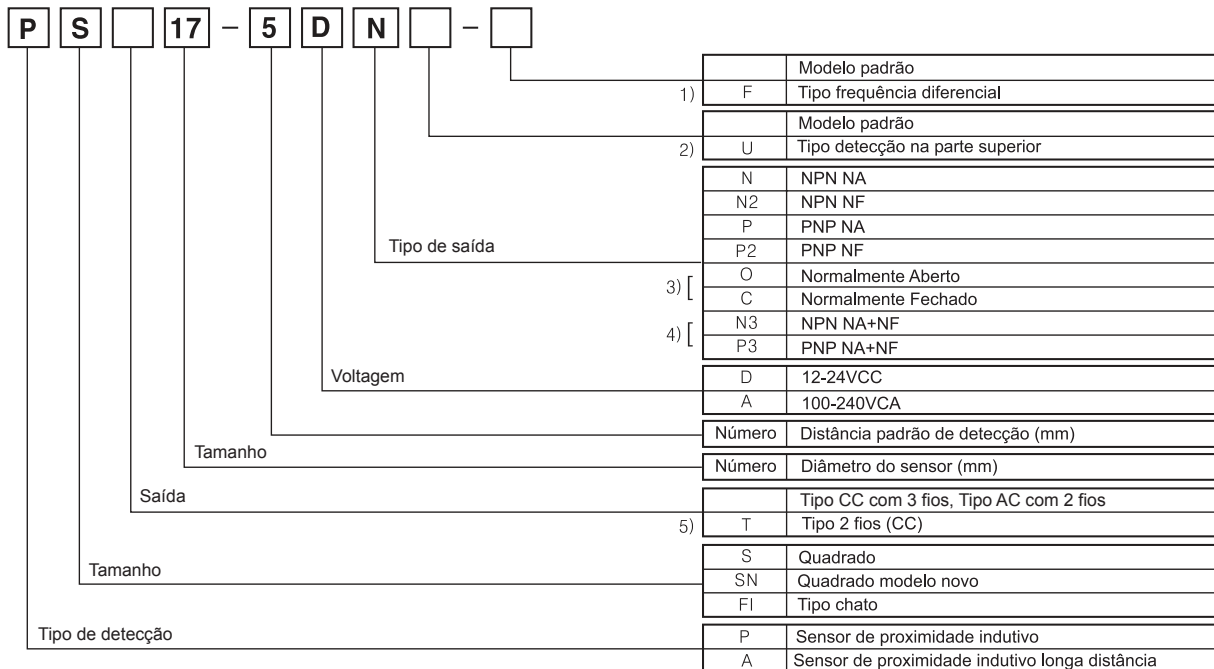 P S 17 – 5 D N –
Modelo padrão
1) F Tipo frequência diferencial
Modelo padrão
2) U Tipo detecção na parte superior
N NPN NA
N2 NPN NF
P PNP NA
Tipo de saída
P2 PNP NF
3) [ O Normalmente Aberto
C Normalmente Fechado
4) [ N3 NPN NA+NF
P3 PNP NA+NF
Voltagem
D 12-24VCC
A 100-240VCA
Número Distância padrão de detecção (mm)
Tamanho
Número Diâmetro do sensor (mm)
Saída
Tipo CC com 3 fios, Tipo AC com 2 fios
5) T Tipo 2 fios (CC)
S Quadrado
Tamanho
SN Quadrado modelo novo
FI Tipo chato
Tipo de detecção
P Sensor de proximidade indutivo
A Sensor de proximidade indutivo longa distância